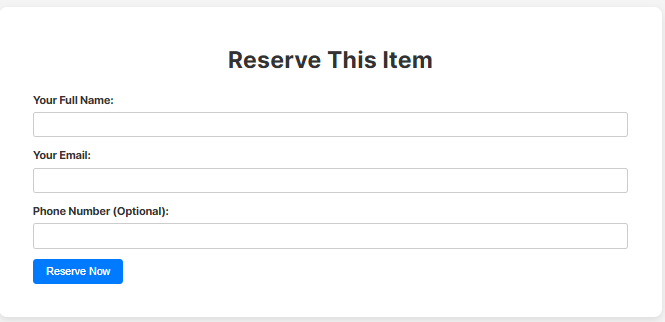 Reserve This Item
Your Full Name:
Your Email:
Phone Number (Optional):
Reserve Now